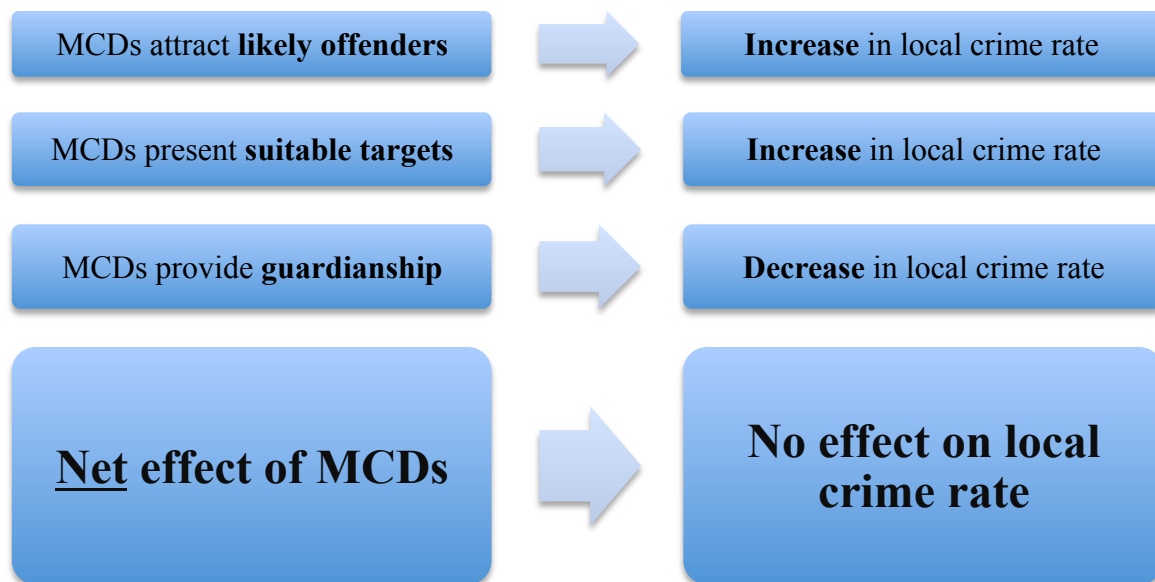 MCDs attract likely offenders
Increase in local crime rate
MCDs present suitable targets
Increase in local crime rate
MCDs provide guardianship
Decrease in local crime rate
Net effect of MCDs
No effect on local
crime rate